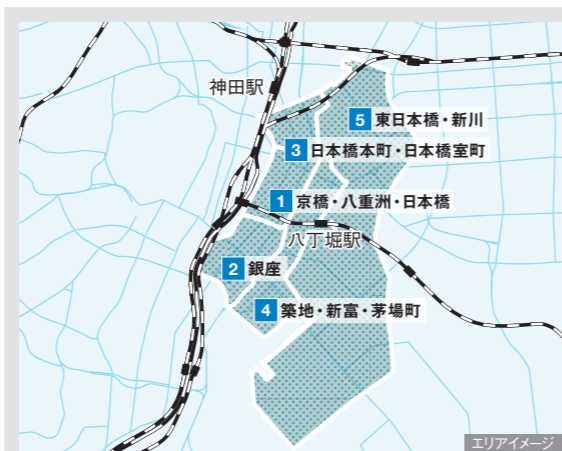 神田駅
5 東日本橋・新川
3 日本橋本町・日本橋室町
1 京橋・八重洲・日本橋
八丁堀駅
2 銀座
4 築地・新富・茅場町
エリアイメージ